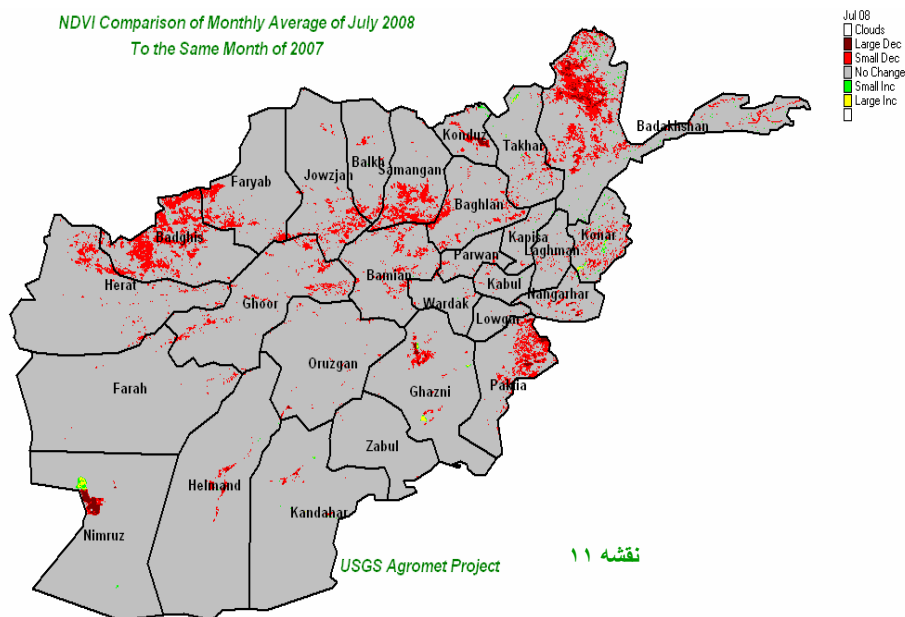 NDVI Comparison of Monthly Average of July 2008
To the Same Month of 2007
Jul 08
Clouds
Large Dec
Small Dec
No Change
Small Inc
Large Inc
Badakhshan
Konduz
Takhar
Balkh
Samangan
Jowzjan
Faryab
Baghlan
Badghis
Kapisa
Konar
Laghman
Parwan
Bamian
Kabul
Herat
Nangarhar
Ghoor
Wardak
Lowgar
Oruzgan
Farah
Ghazni
Paktia
Zabul
Helmand
Kandahar
Nimruz
نقشه ١١
USGS Agromet Project